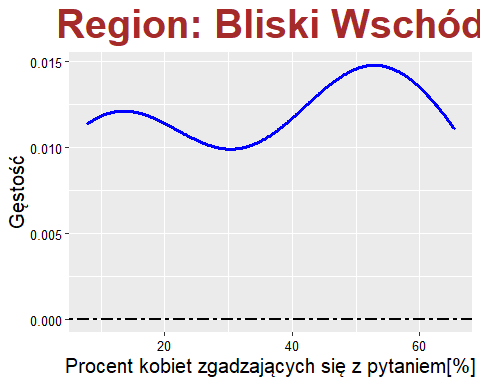 Region: Bliski Wschód
0.015
0.010
0.005
0.000
Gęstość
20 40 60
Procent kobiet zgadzających się z pytaniem[%]